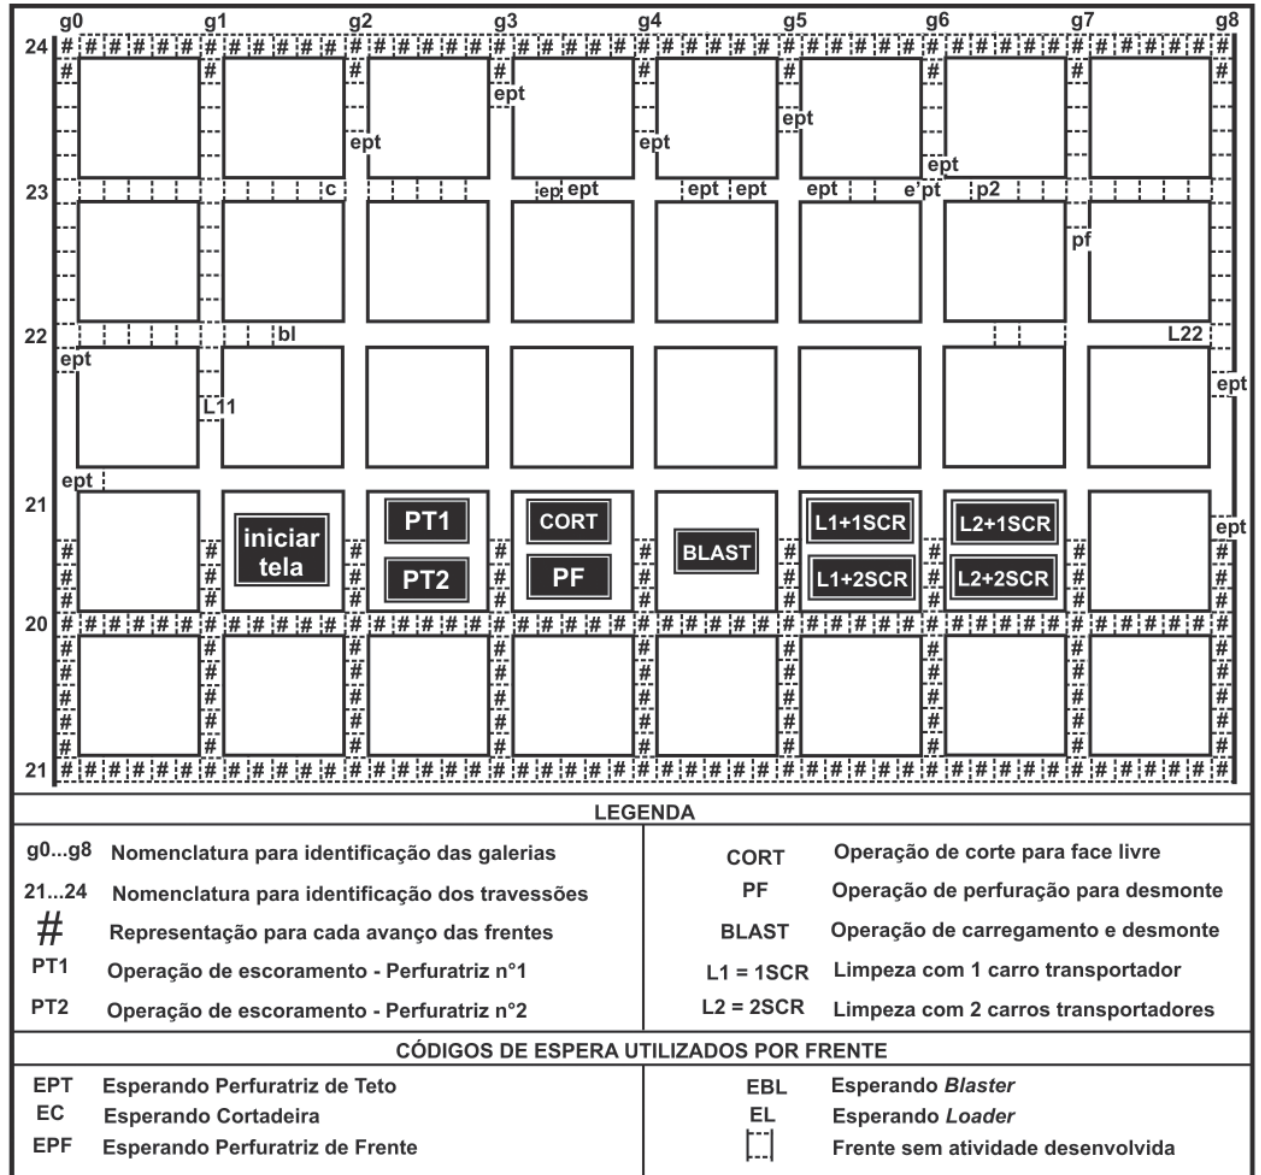 g0 g1 g2 g3 g4 g5 g6 g7 g8
24 # # # # # # # # # # # # # # # # # # # # # # # # # # # # # # # # # # # # # # # # # # # # # # # # #
# # # # # # # # #
ept
ept
ept ept
ept
23 c ep ept ept ept ept e'pt p2
pf
22 bl L22
ept
ept
L11
ept
21
PT1 CORT L1+1SCR L2+1SCR
ept
iniciar
tela
BLAST
# # # # # # # # #
PT2 PF L1+2SCR L2+2SCR
# # # # # # # # #
# # # # # # # # #
20 # # # # # # # # # # # # # # # # # # # # # # # # # # # # # # # # # # # # # # # # # # # # # # # # #
# # # # # # # # #
# # # # # # # # #
# # # # # # # # #
# # # # # # # # #
# # # # # # # # #
21 # # # # # # # # # # # # # # # # # # # # # # # # # # # # # # # # # # # # # # # # # # # # # # # # #
LEGENDA
g0...g8 Nomenclatura para identificação das galerias
21...24 Nomenclatura para identificação dos travessões
# Representação para cada avanço das frentes
PT1 Operação de escoramento - Perfuratriz n°1
PT2 Operação de escoramento - Perfuratriz n°2
CORT Operação de corte para face livre
PF Operação de perfuração para desmonte
BLAST Operação de carregamento e desmonte
L1 = 1SCR Limpeza com 1 carro transportador
L2 = 2SCR Limpeza com 2 carros transportadores
CÓDIGOS DE ESPERA UTILIZADOS POR FRENTE
EPT Esperando Perfuratriz de Teto
EC Esperando Cortadeira
EPF Esperando Perfuratriz de Frente
EBL Esperando Blaster
EL Esperando Loader
Frente sem atividade desenvolvida